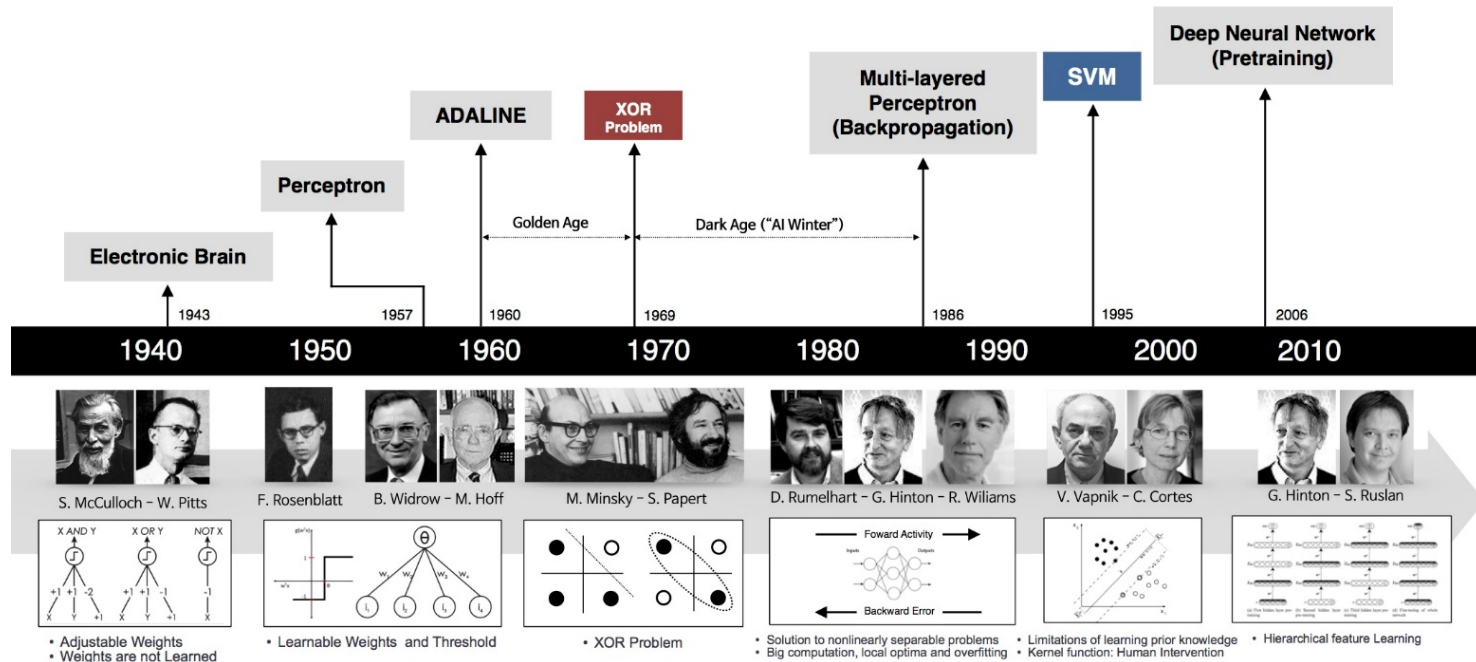 Deep Neural Network
(Pretraining)
Multi-layered
Perceptron
(Backpropagation)
SVM
ADALINE
XOR
Problem
Perceptron
Golden Age
Dark Age ("AI Winter")
Electronic Brain
1943
1957
1960
1969
1986
1995
2006
1940
1950
1960
1970
1980
1990
2000
2010
S. McCulloch – W. Pitts
F. Rosenblatt
B. Widrow – M. Hoff
M. Minsky – S. Papert
D. Rumelhart – G. Hinton – R. Wiliams
V. Vapnik – C. Cortes
G. Hinton – S. Ruslan
X AND Y
X OR Y
NOT X
+1 +1 -2
+1 +1 -1
-1
X Y +1
X Y +1
X
θ
Foward Activity
Inputs
Outputs
Backward Error
• Adjustable Weights
• Weights are not Learned
• Learnable Weights and Threshold
• XOR Problem
• Solution to nonlinearly separable problems
• Big computation, local optima and overfitting
• Limitations of learning prior knowledge
• Kernel function: Human Intervention
• Hierarchical feature Learning